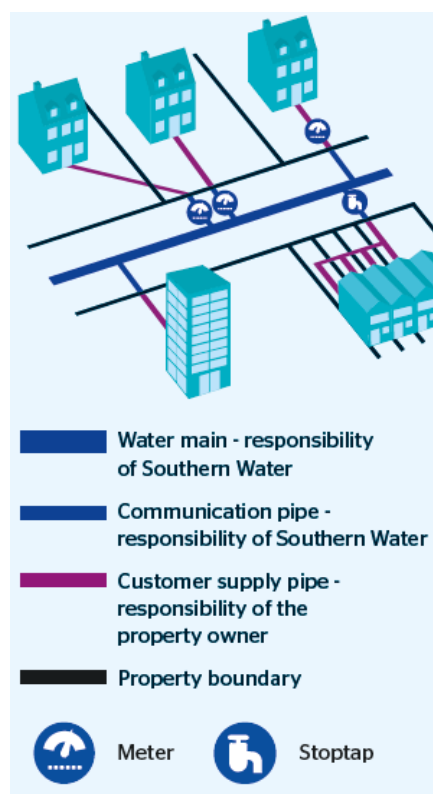 Water main - responsibility
of Southern Water
Communication pipe -
responsibility of Southern Water
Customer supply pipe -
responsibility of the
property owner
Property boundary
Meter
Stoptap